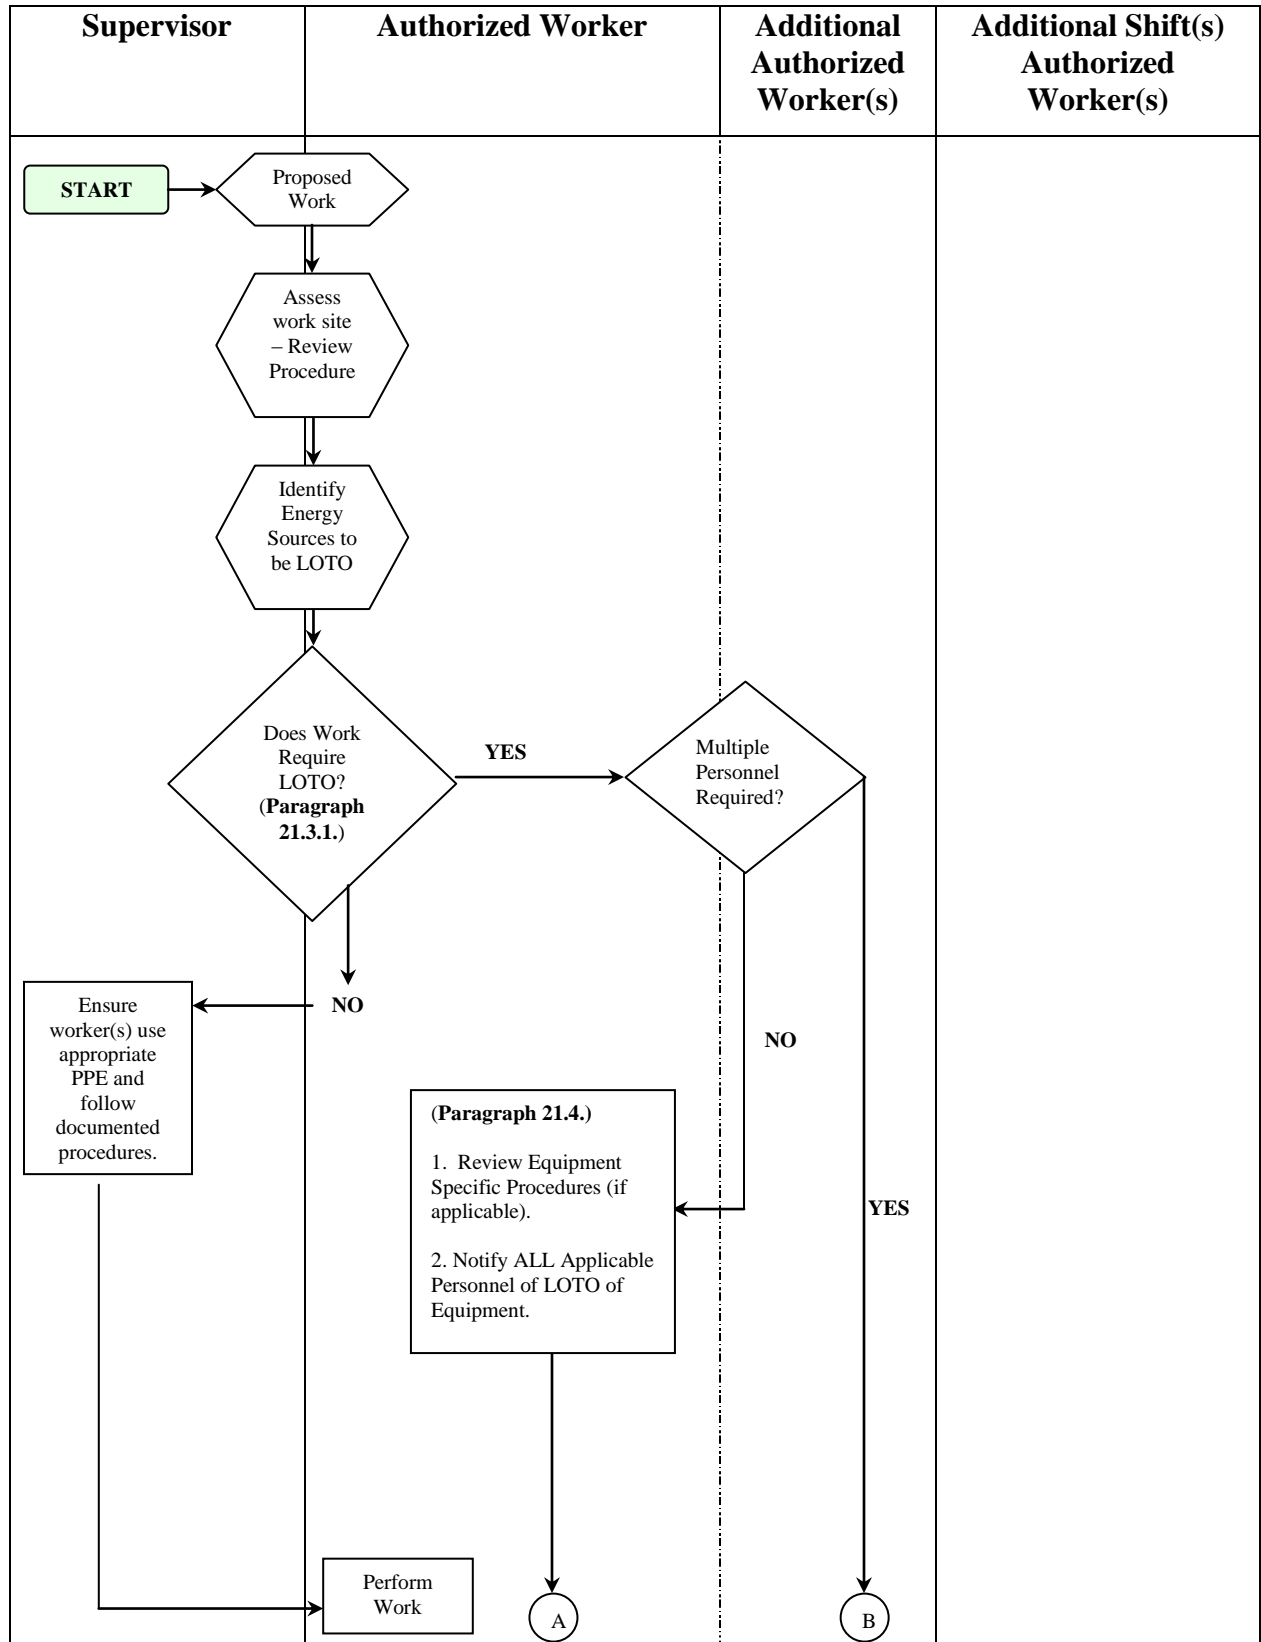 Supervisor
Authorized Worker
Additional
Authorized
Worker(s)
Additional Shift(s)
Authorized
Worker(s)
START
Proposed
Work
Assess
work site
– Review
Procedure
Identify
Energy
Sources to
be LOTO
Does Work
Require
LOTO?
(Paragraph
21.3.1.)
YES
Multiple
Personnel
Required?
NO
Ensure
worker(s) use
appropriate
PPE and
follow
documented
procedures.
NO
(Paragraph 21.4.)
1. Review Equipment
Specific Procedures (if
applicable).
2. Notify ALL Applicable
Personnel of LOTO of
Equipment.
YES
Perform
Work
A
B